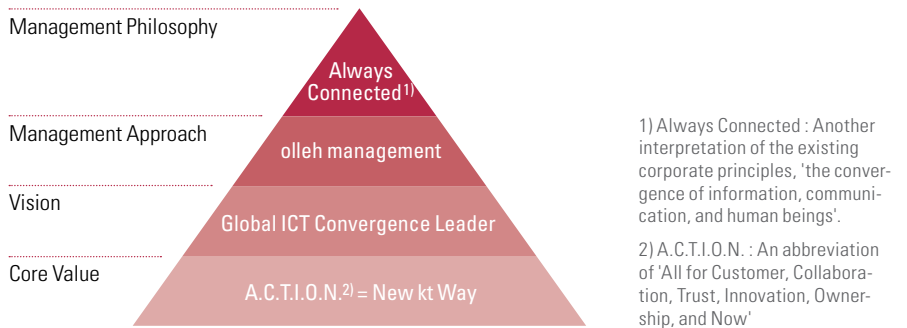 Management Philosophy
Always
Connected1)
Management Approach
olleh management
Vision
Global ICT Convergence Leader
Core Value
A.C.T.I.O.N.2) = New kt Way
1) Always Connected : Another
interpretation of the existing
corporate principles, 'the conver-
gence of information, communi-
cation, and human beings'.
2) A.C.T.I.O.N. : An abbreviation
of 'All for Customer, Collabora-
tion, Trust, Innovation, Owner-
ship, and Now'